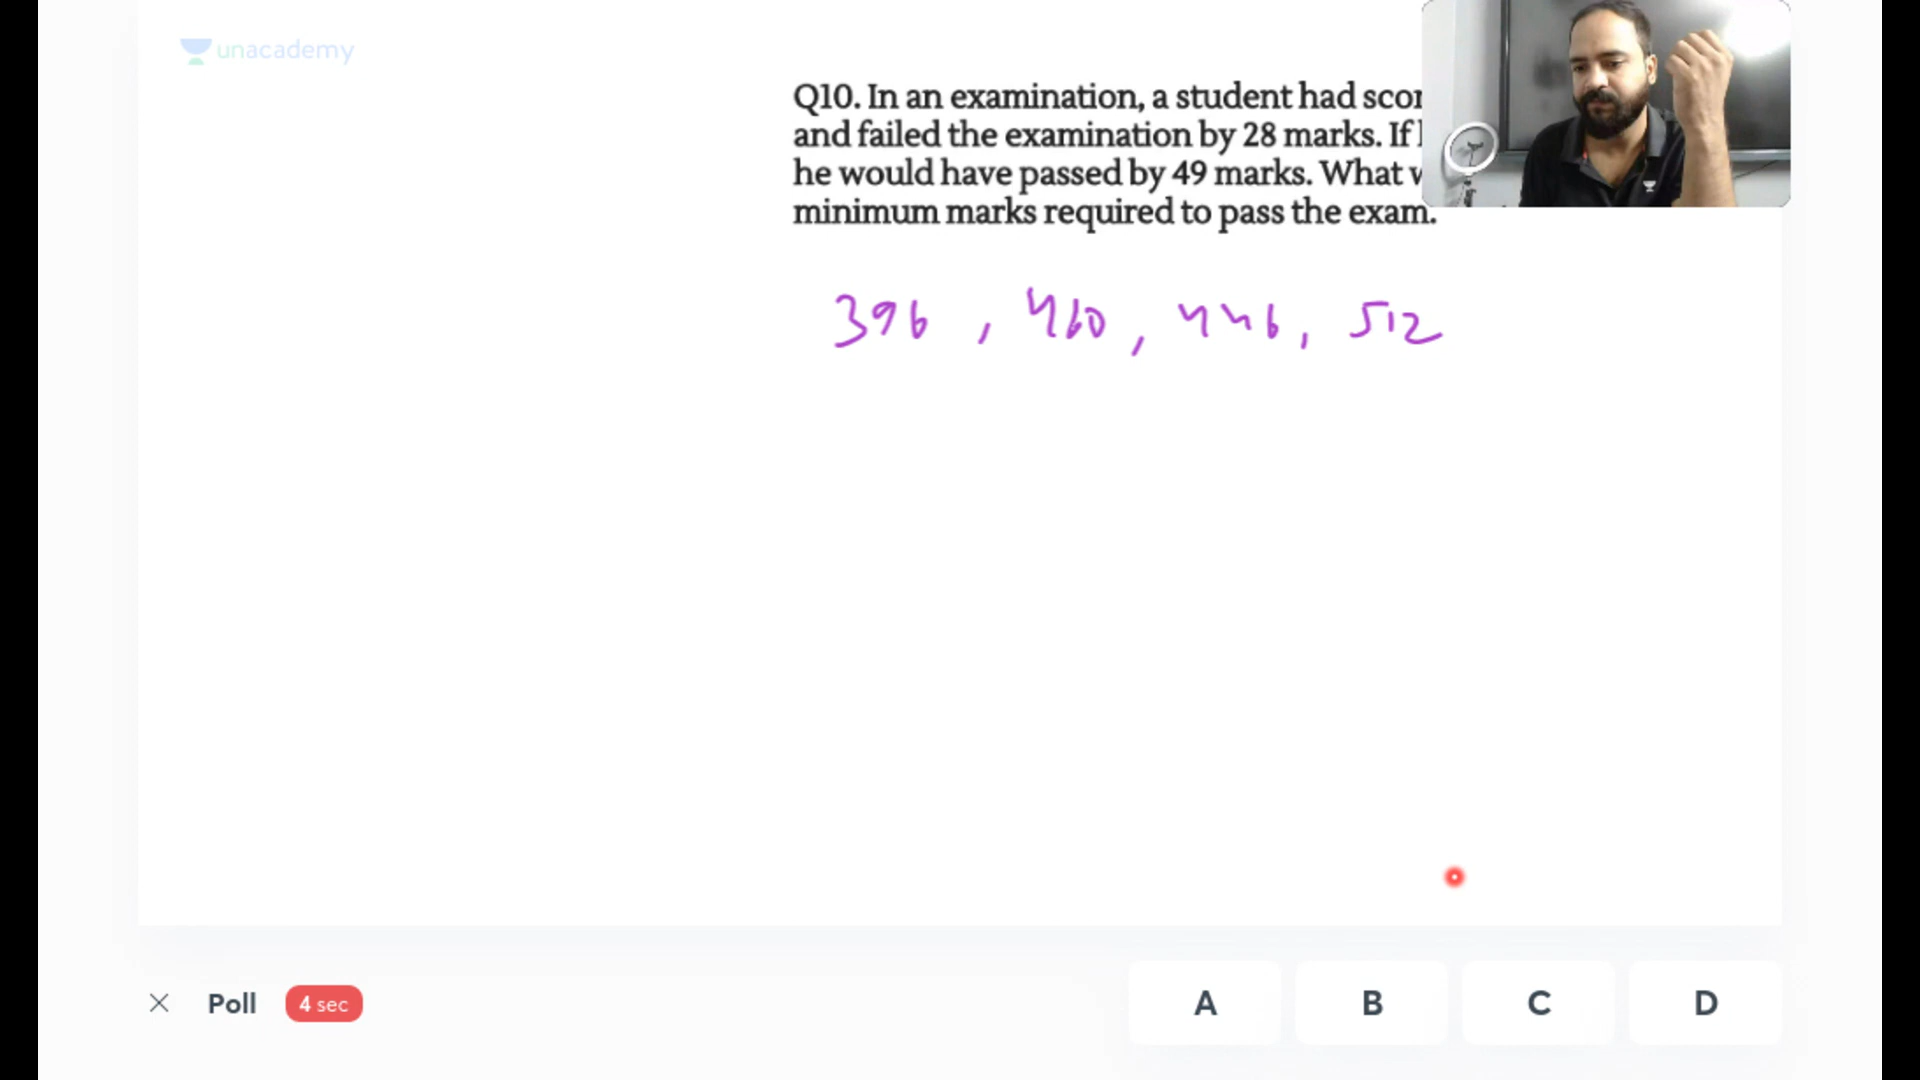 unacademy
Q10. In an examination, a student had
and failed the examination by 28 marks. If
he would have passed by 49 marks. What
minimum marks required to pass the exam.
396, 460, 446, 512
Poll
4 sec
A
B
C
D